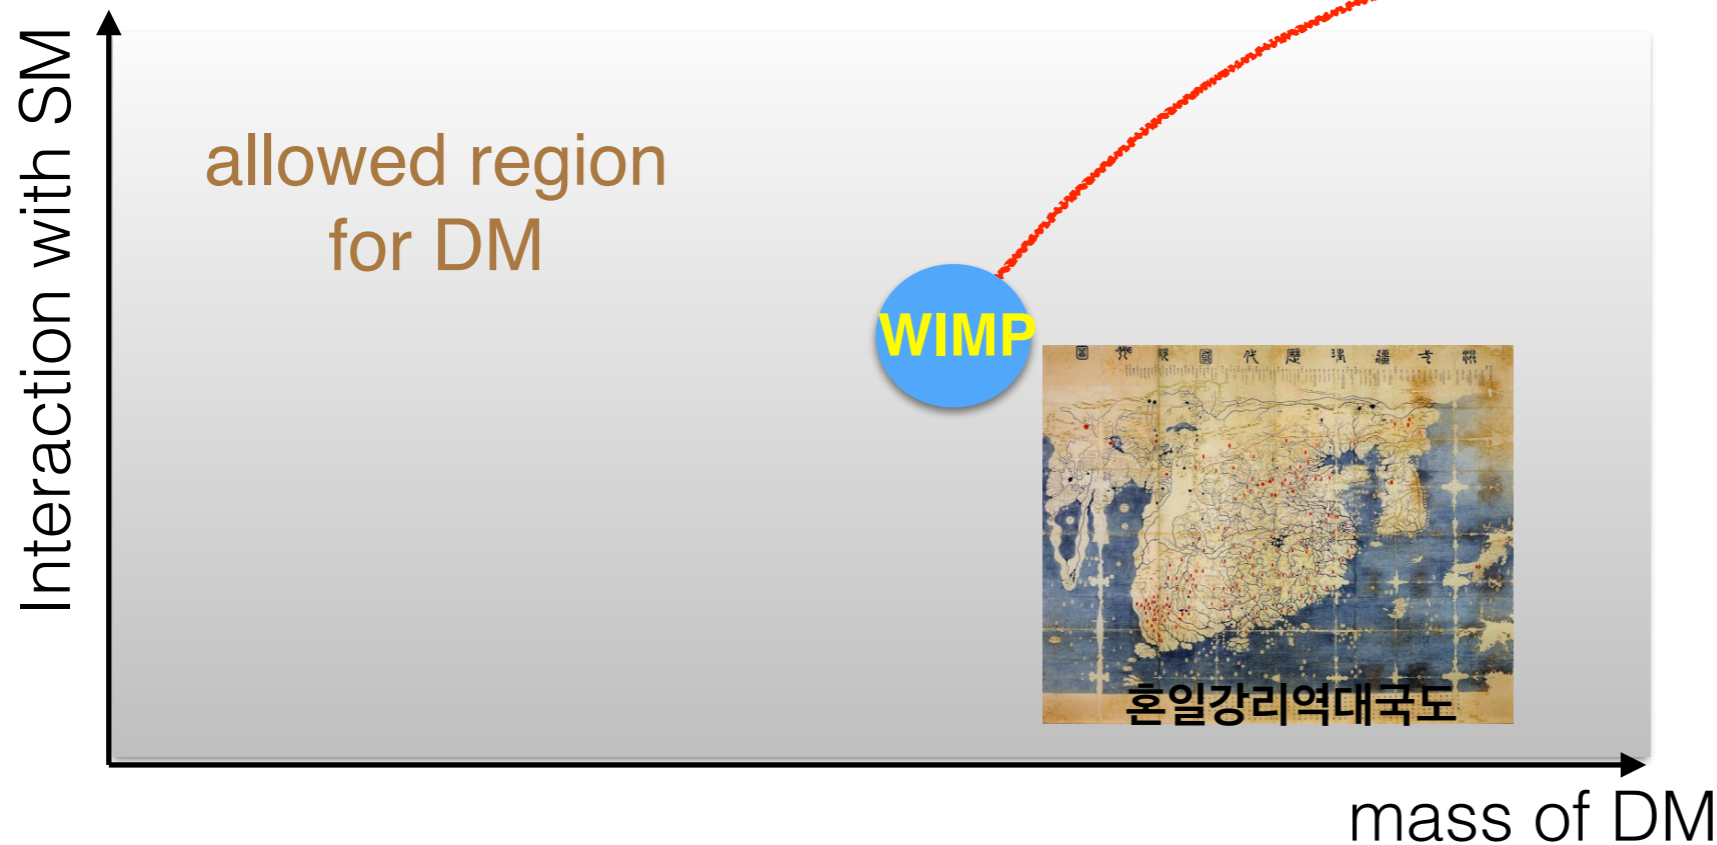 Interaction with SM
allowed region
for DM
WIMP
혼일강리역대국도
mass of DM